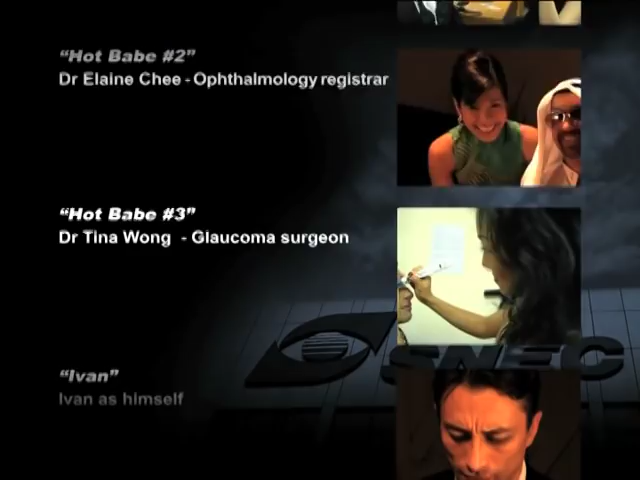 “Hot Babe #2”
Dr Elaine Chee - Ophthalmology registrar
“Hot Babe #3”
Dr Tina Wong - Glaucoma surgeon
SNEC
“Ivan”
Ivan as himself